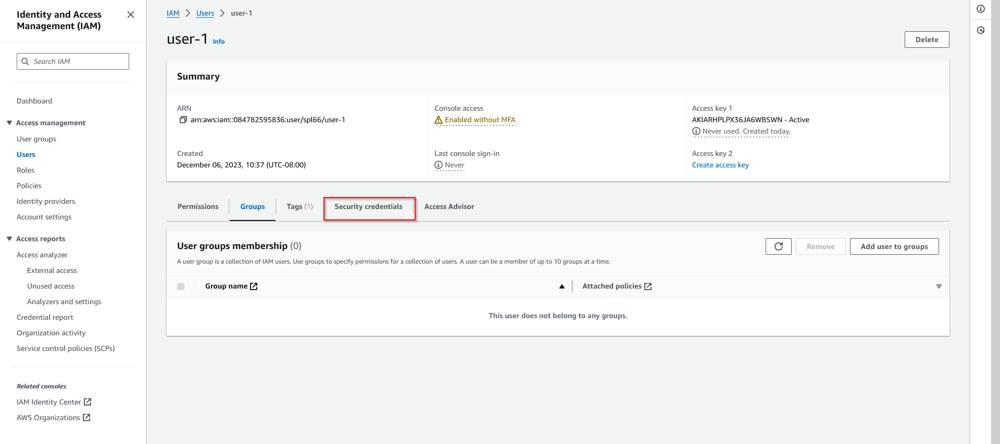 Identity and Access
Management (IAM)
Search IAM
Dashboard
Access management
User groups
Users
Roles
Policies
Identity providers
Account settings
Access reports
Access analyzer
External access
Unused access
Analyzers and settings
Credential report
Organization activity
Service control policies (SCPs)
Related consoles
IAM Identity Center
AWS Organizations
IAM > Users > user-1
user-1 Info
Delete
Summary
ARN
arn:aws:iam::084782595836:user/spl66/user-1
Console access
Enabled without MFA
Access key 1
AKIARHPLPX36JA6WBSWN - Active
Never used. Created today.
Created
December 06, 2023, 10:37 (UTC-08:00)
Last console sign-in
Never
Access key 2
Create access key
Permissions Groups Tags (1) Security credentials Access Advisor
User groups membership (0)
A user group is a collection of IAM users. Use groups to specify permissions for a collection of users. A user can be a member of up to 10 groups at a time.
Remove
Add user to groups
Group name Attached policies
This user does not belong to any groups.